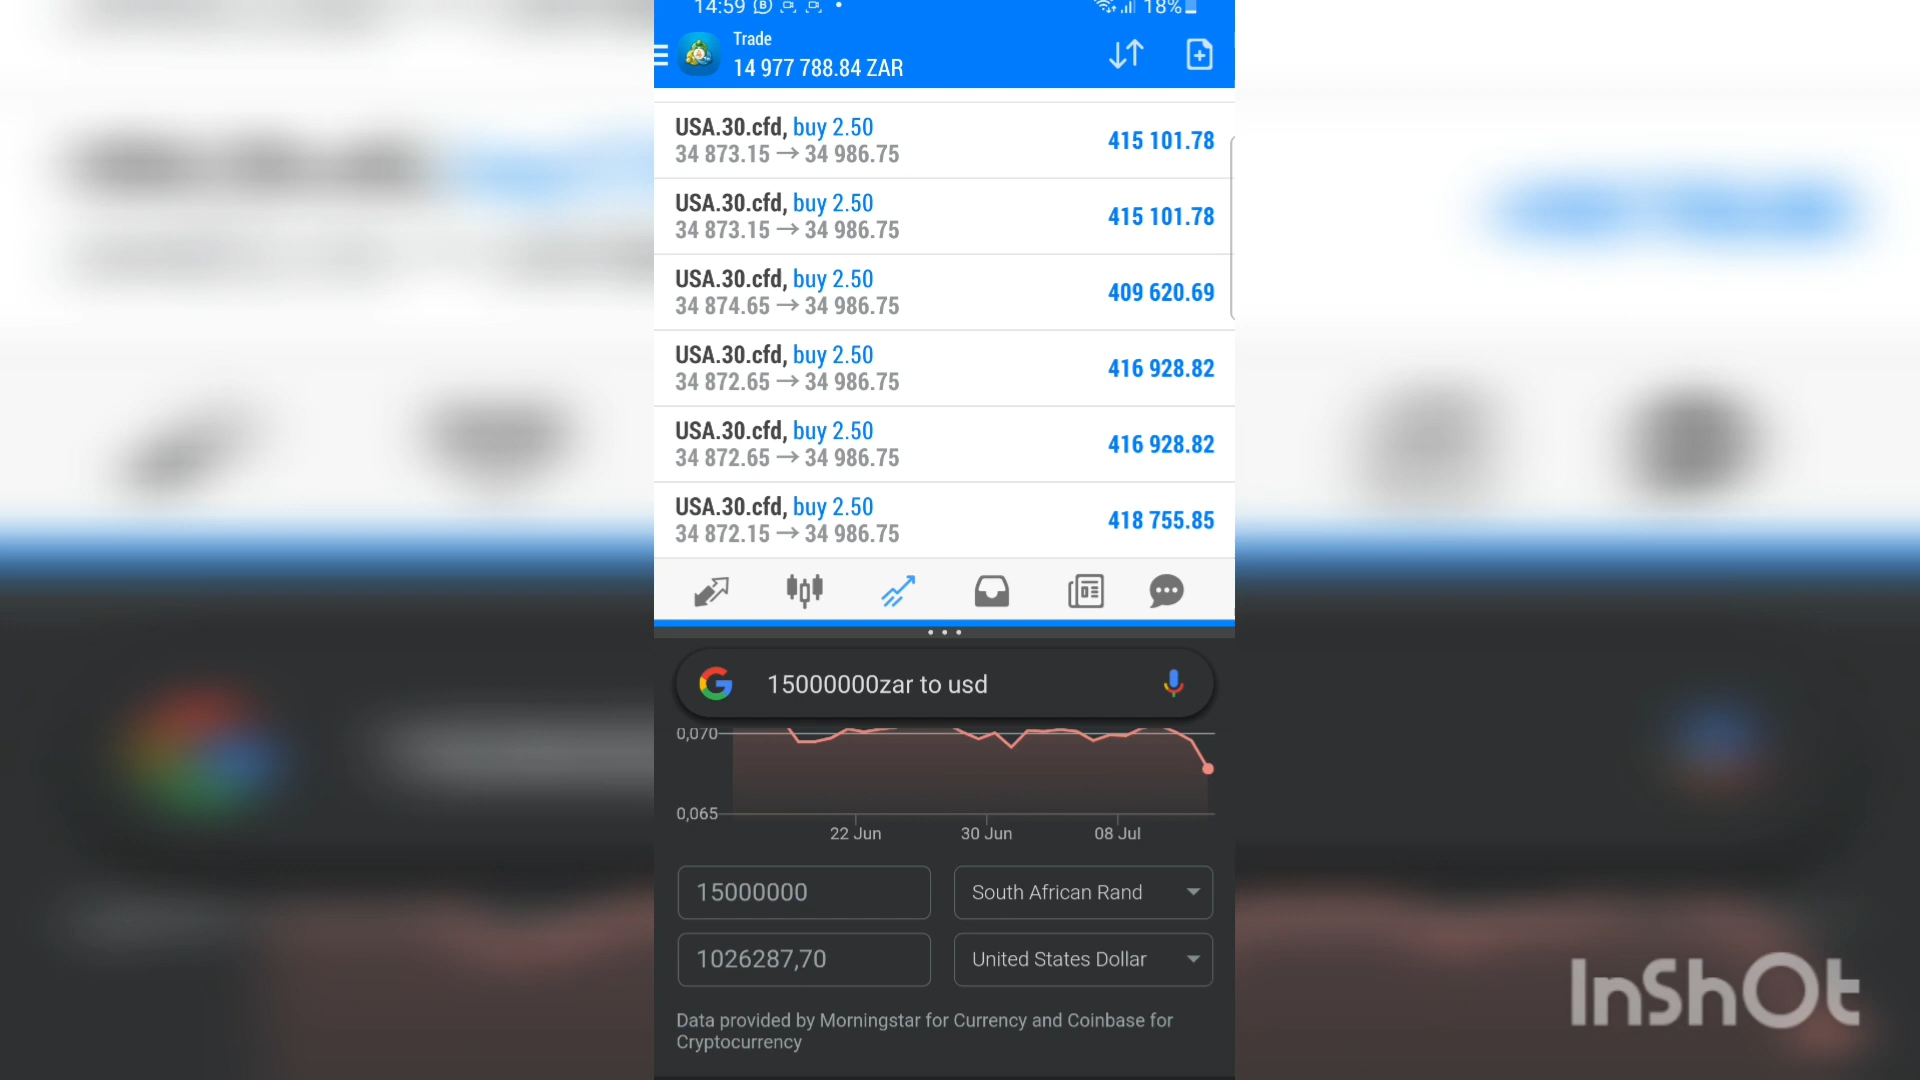 14:59 18%
Trade
14 977 788.84 ZAR
USA.30.cfd, buy 2.50
34 873.15 → 34 986.75
415 101.78
USA.30.cfd, buy 2.50
34 873.15 → 34 986.75
415 101.78
USA.30.cfd, buy 2.50
34 874.65 → 34 986.75
409 620.69
USA.30.cfd, buy 2.50
34 872.65 → 34 986.75
416 928.82
USA.30.cfd, buy 2.50
34 872.65 → 34 986.75
416 928.82
USA.30.cfd, buy 2.50
34 872.15 → 34 986.75
418 755.85
15000000zar to usd
0,070
0,065
22 Jun 30 Jun 08 Jul
15000000 South African Rand
1026287,70 United States Dollar
Data provided by Morningstar for Currency and Coinbase for
Cryptocurrency
InShOt